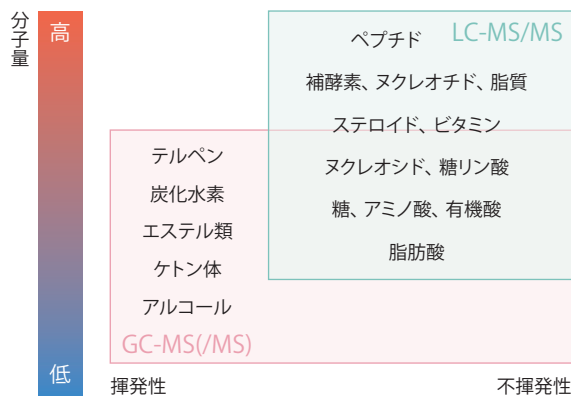 分子量
高
低
LC-MS/MS
ペプチド
補酵素、ヌクレオチド、脂質
ステロイド、ビタミン
ヌクレオシド、糖リン酸
糖、アミノ酸、有機酸
脂肪酸
テルペン
炭化水素
エステル類
ケトン体
アルコール
GC-MS(/MS)
揮発性
不揮発性